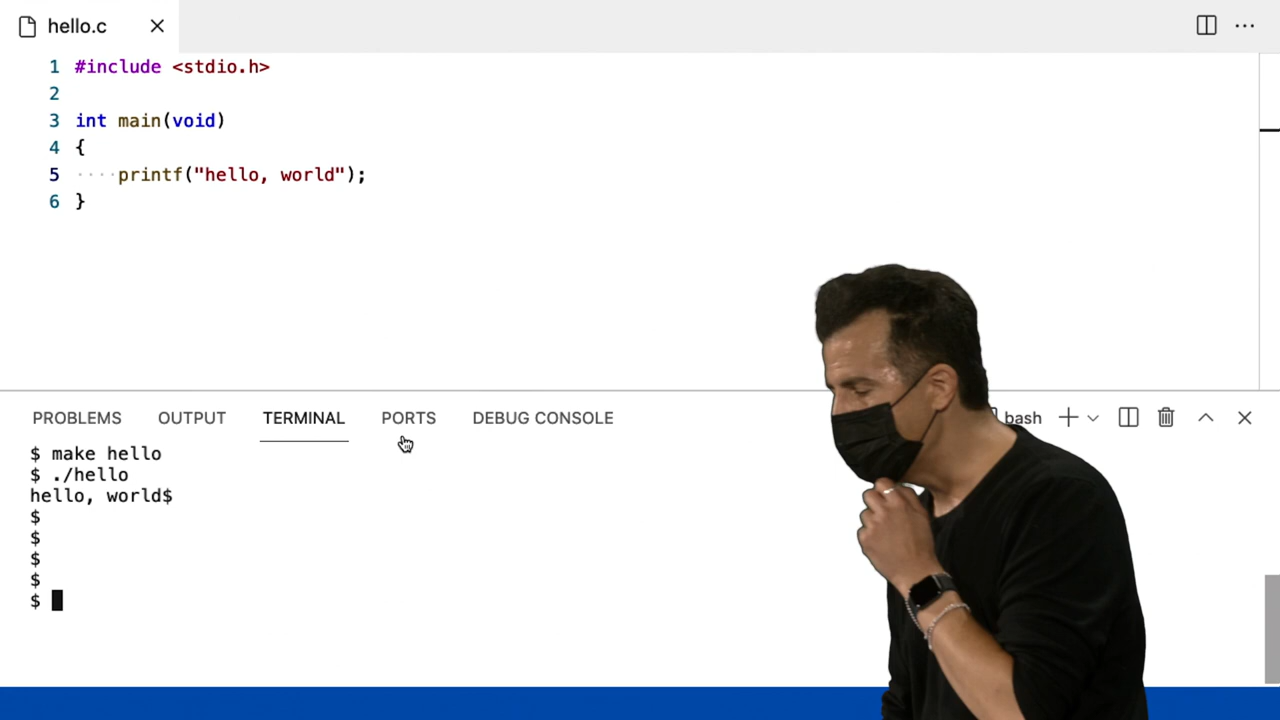 hello.c
1 #include <stdio.h>
2
3 int main(void)
4 {
5 ····printf("hello, world");
6 }
PROBLEMS OUTPUT TERMINAL PORTS DEBUG CONSOLE bash
$ make hello
$ ./hello
hello, world$
$
$
$
$
$